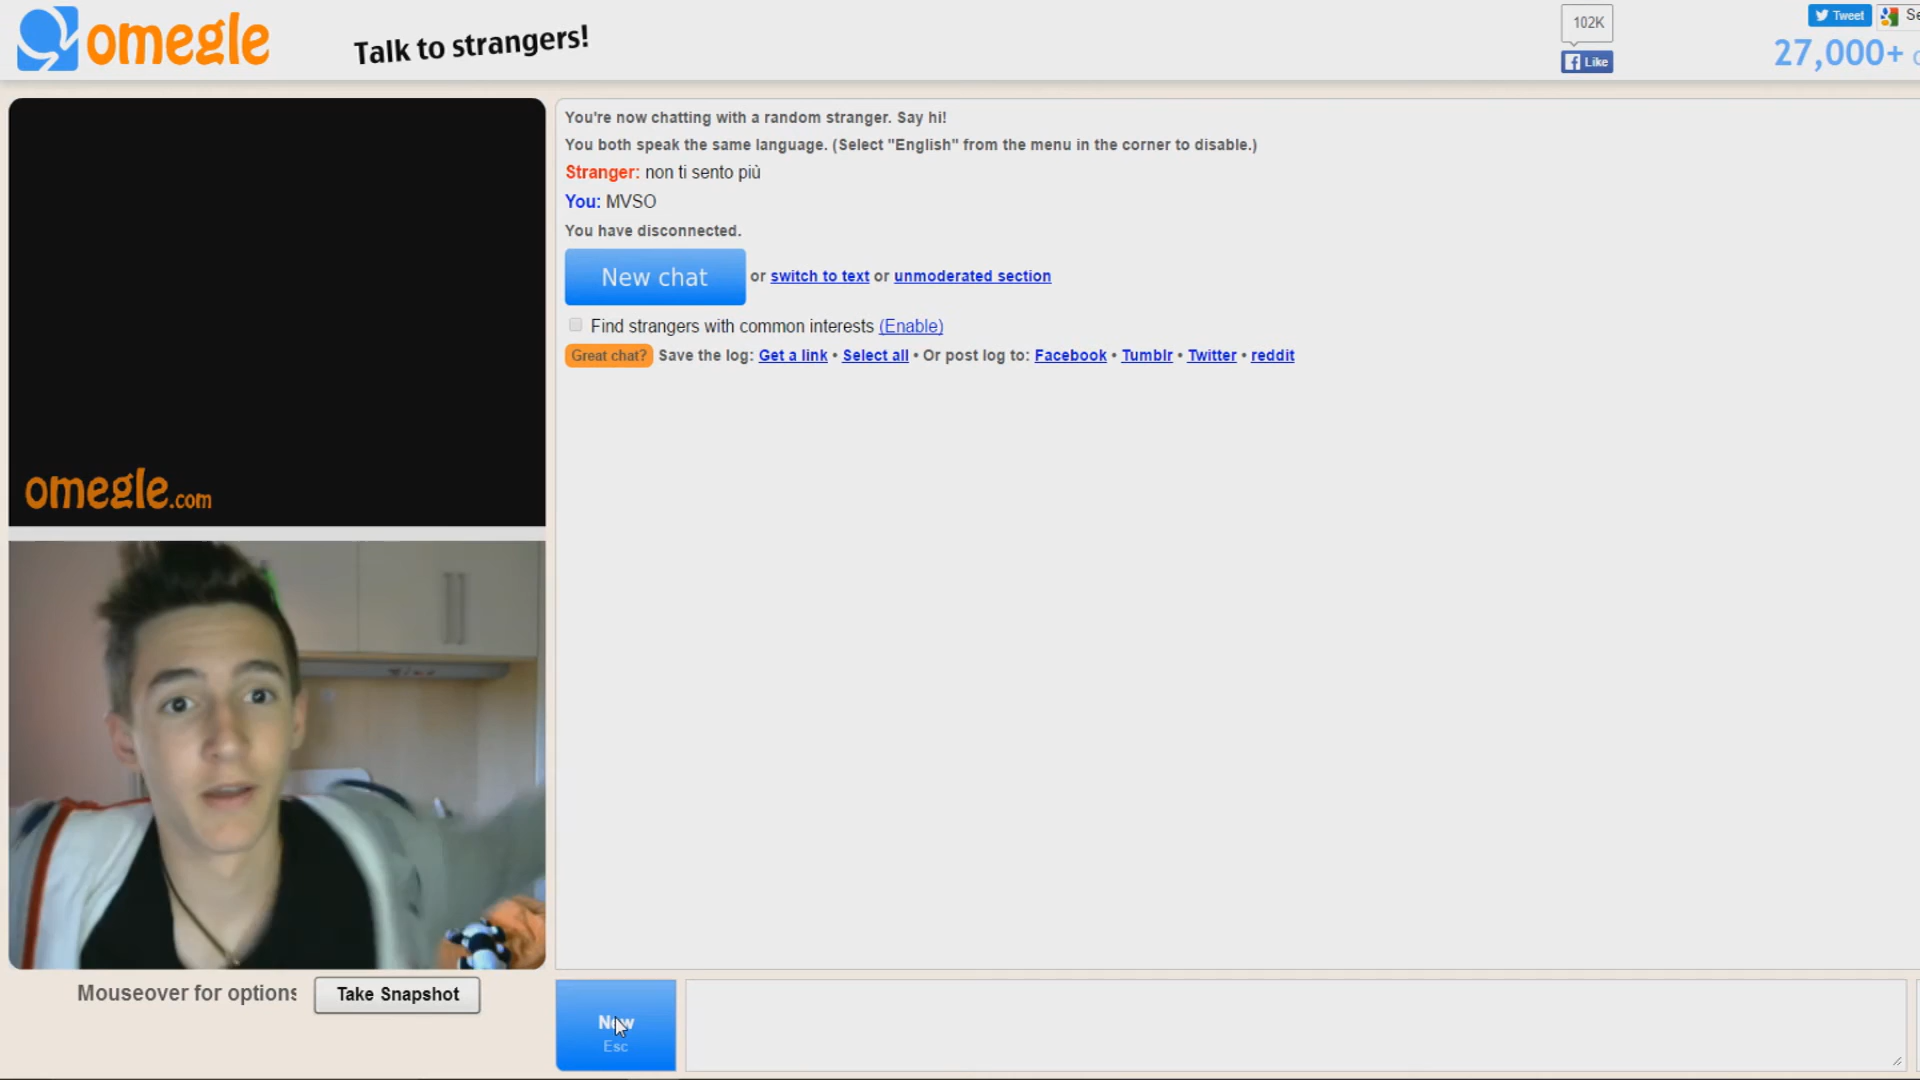 omegle
Talk to strangers!
102K
Like
Tweet
27,000+
You're now chatting with a random stranger. Say hi!
You both speak the same language. (Select "English" from the menu in the corner to disable.)
Stranger: non ti sento più
You: MVSO
You have disconnected.
New chat or switch to text or unmoderated section
Find strangers with common interests (Enable)
Great chat? Save the log: Get a link • Select all • Or post log to: Facebook • Tumblr • Twitter • reddit
omegle.com
Mouseover for options
Take Snapshot
New
Esc